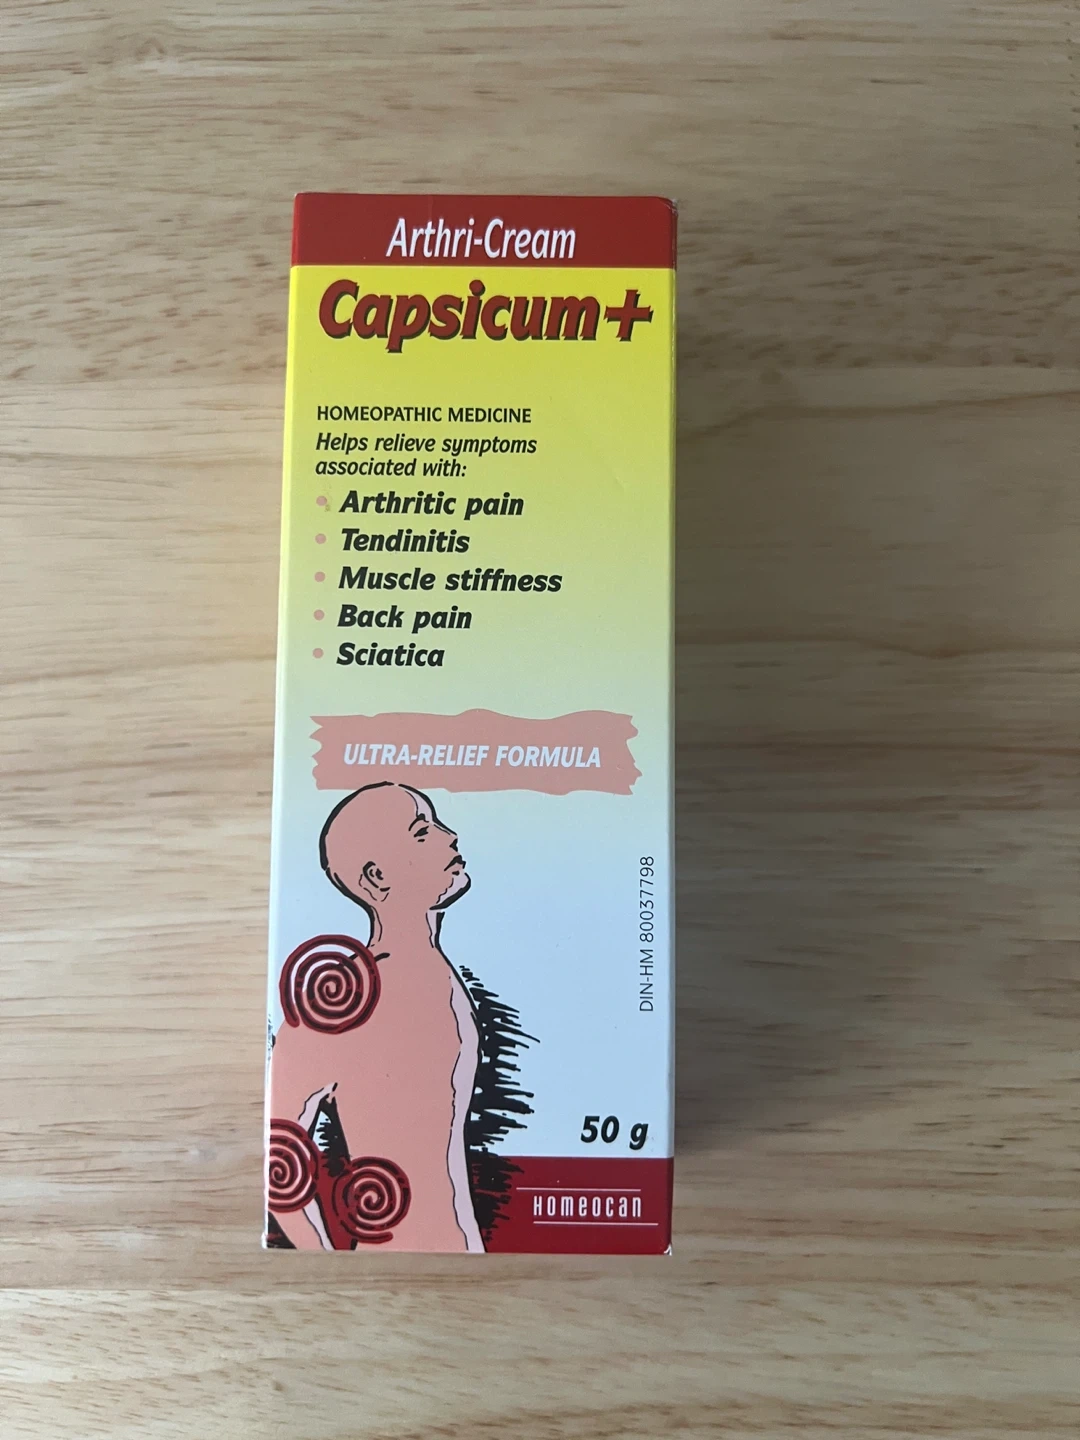 Arthri-Cream
Capsicum+
HOMEOPATHIC MEDICINE
Helps relieve symptoms
associated with:
• Arthritic pain
• Tendinitis
• Muscle stiffness
• Back pain
• Sciatica
ULTRA-RELIEF FORMULA
DIN-HM 80037798
50 g
HOMEOCAN